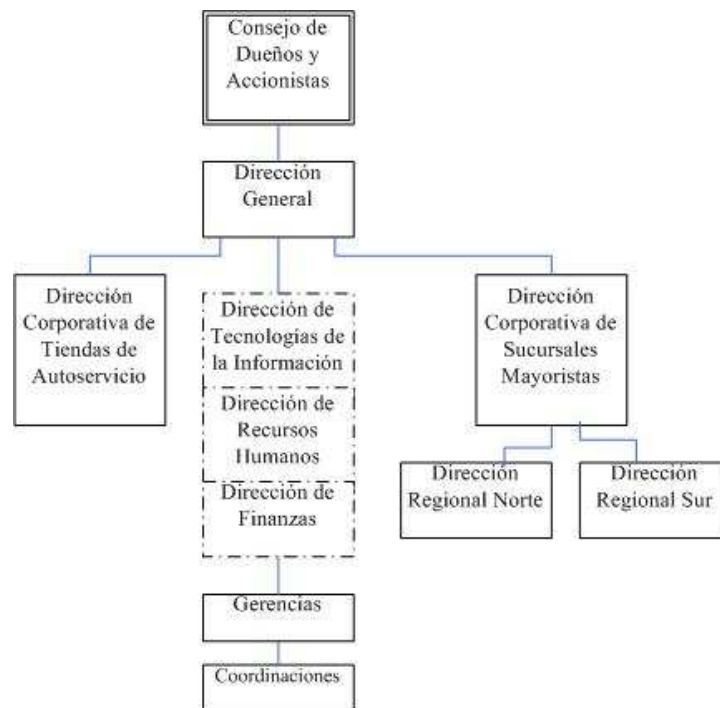 Consejo de
Dueños y
Accionistas
Dirección
General
Dirección
Corporativa de
Tiendas de
Autoservicio
Dirección de
Tecnologías de
la Información
Dirección de
Recursos
Humanos
Dirección de
Finanzas
Gerencias
Coordinaciones
Dirección
Corporativa de
Sucursales
Mayoristas
Dirección
Regional Norte
Dirección
Regional Sur